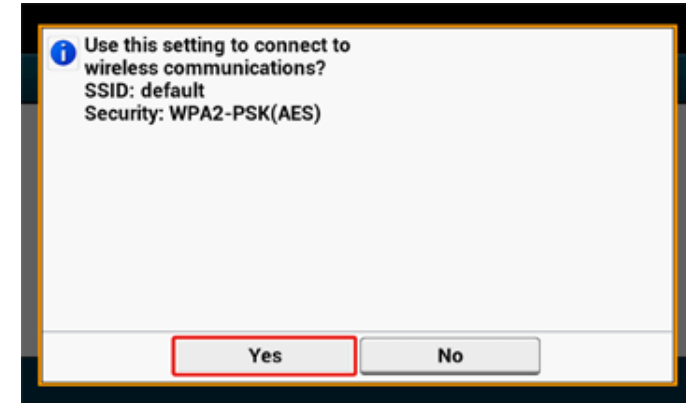 Use this setting to connect to
wireless communications?
SSID: default
Security: WPA2-PSK(AES)
Yes
No